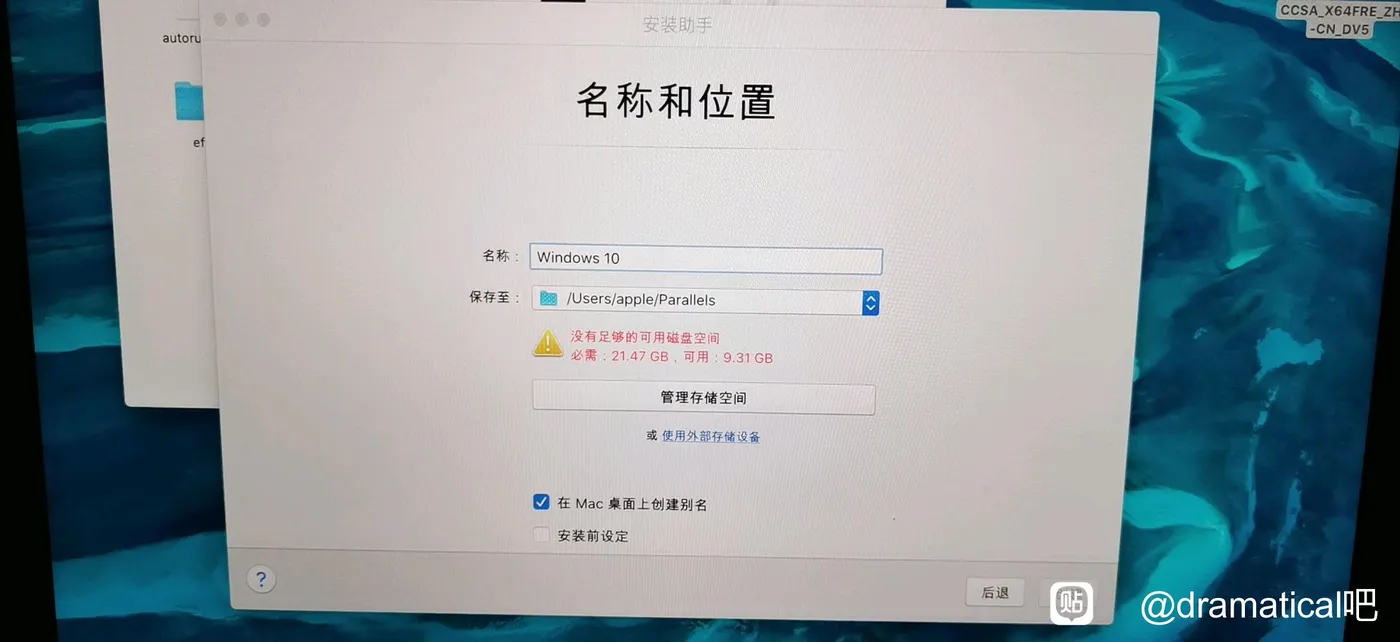 CCSA_X64FRE_ZH
-CN_DV5
autoru
安装助手
名称和位置
ef
名称：
Windows 10
保存至：
/Users/apple/Parallels
没有足够的可用磁盘空间
必需：21.47 GB，可用：9.31 GB
管理存储空间
或 使用外部存储设备
在 Mac 桌面上创建别名
安装前设定
?
后退
贴
@dramatical吧